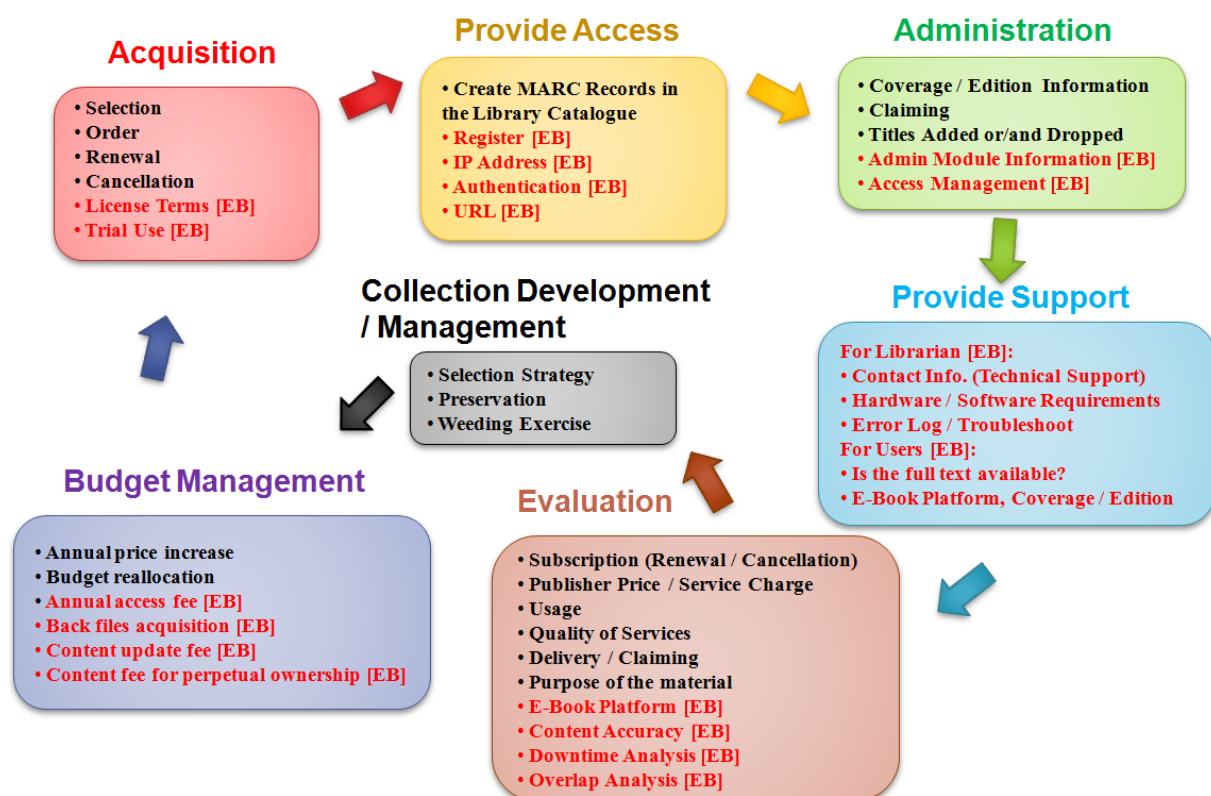 Acquisition
• Selection
• Order
• Renewal
• Cancellation
• License Terms [EB]
• Trial Use [EB]
Provide Access
• Create MARC Records in
the Library Catalogue
• Register [EB]
• IP Address [EB]
• Authentication [EB]
• URL [EB]
Administration
• Coverage / Edition Information
• Claiming
• Titles Added or/and Dropped
• Admin Module Information [EB]
• Access Management [EB]
Provide Support
For Librarian [EB]:
• Contact Info. (Technical Support)
• Hardware / Software Requirements
• Error Log / Troubleshoot
For Users [EB]:
• Is the full text available?
• E-Book Platform, Coverage / Edition
Evaluation
• Subscription (Renewal / Cancellation)
• Publisher Price / Service Charge
• Usage
• Quality of Services
• Delivery / Claiming
• Purpose of the material
• E-Book Platform [EB]
• Content Accuracy [EB]
• Downtime Analysis [EB]
• Overlap Analysis [EB]
Collection Development
/ Management
• Selection Strategy
• Preservation
• Weeding Exercise
Budget Management
• Annual price increase
• Budget reallocation
• Annual access fee [EB]
• Back files acquisition [EB]
• Content update fee [EB]
• Content fee for perpetual ownership [EB]